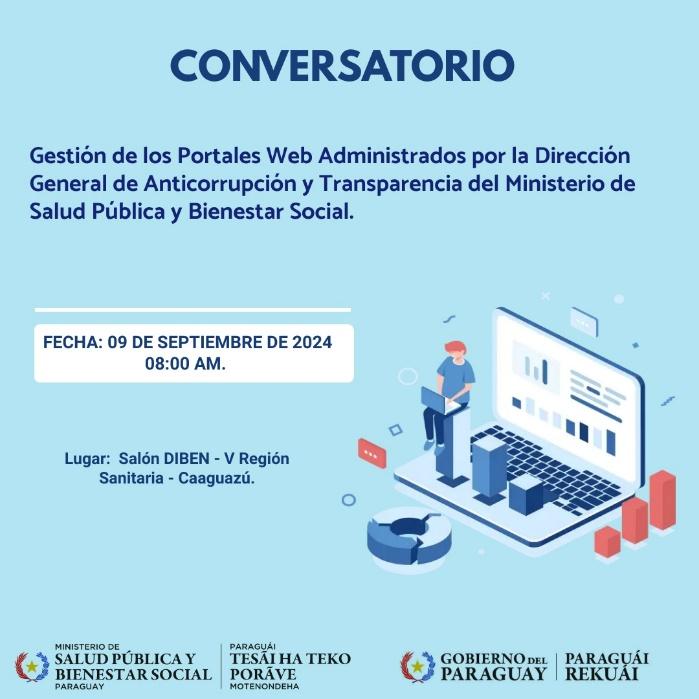 CONVERSATORIO
Gestión de los Portales Web Administrados por la Dirección
General de Anticorrupción y Transparencia del Ministerio de
Salud Pública y Bienestar Social.
FECHA: 09 DE SEPTIEMBRE DE 2024
08:00 AM.
Lugar: Salón DIBEN - V Región
Sanitaria - Caaguazú.
MINISTERIO DE
SALUD PÚBLICA Y
BIENESTAR SOCIAL
PARAGUAY
PARAGUÁI
TESÃI HA TEKO
PORÃVE
MOTENONDEHA
GOBIERNO DEL
PARAGUAY
PARAGUÁI
REKUÁI